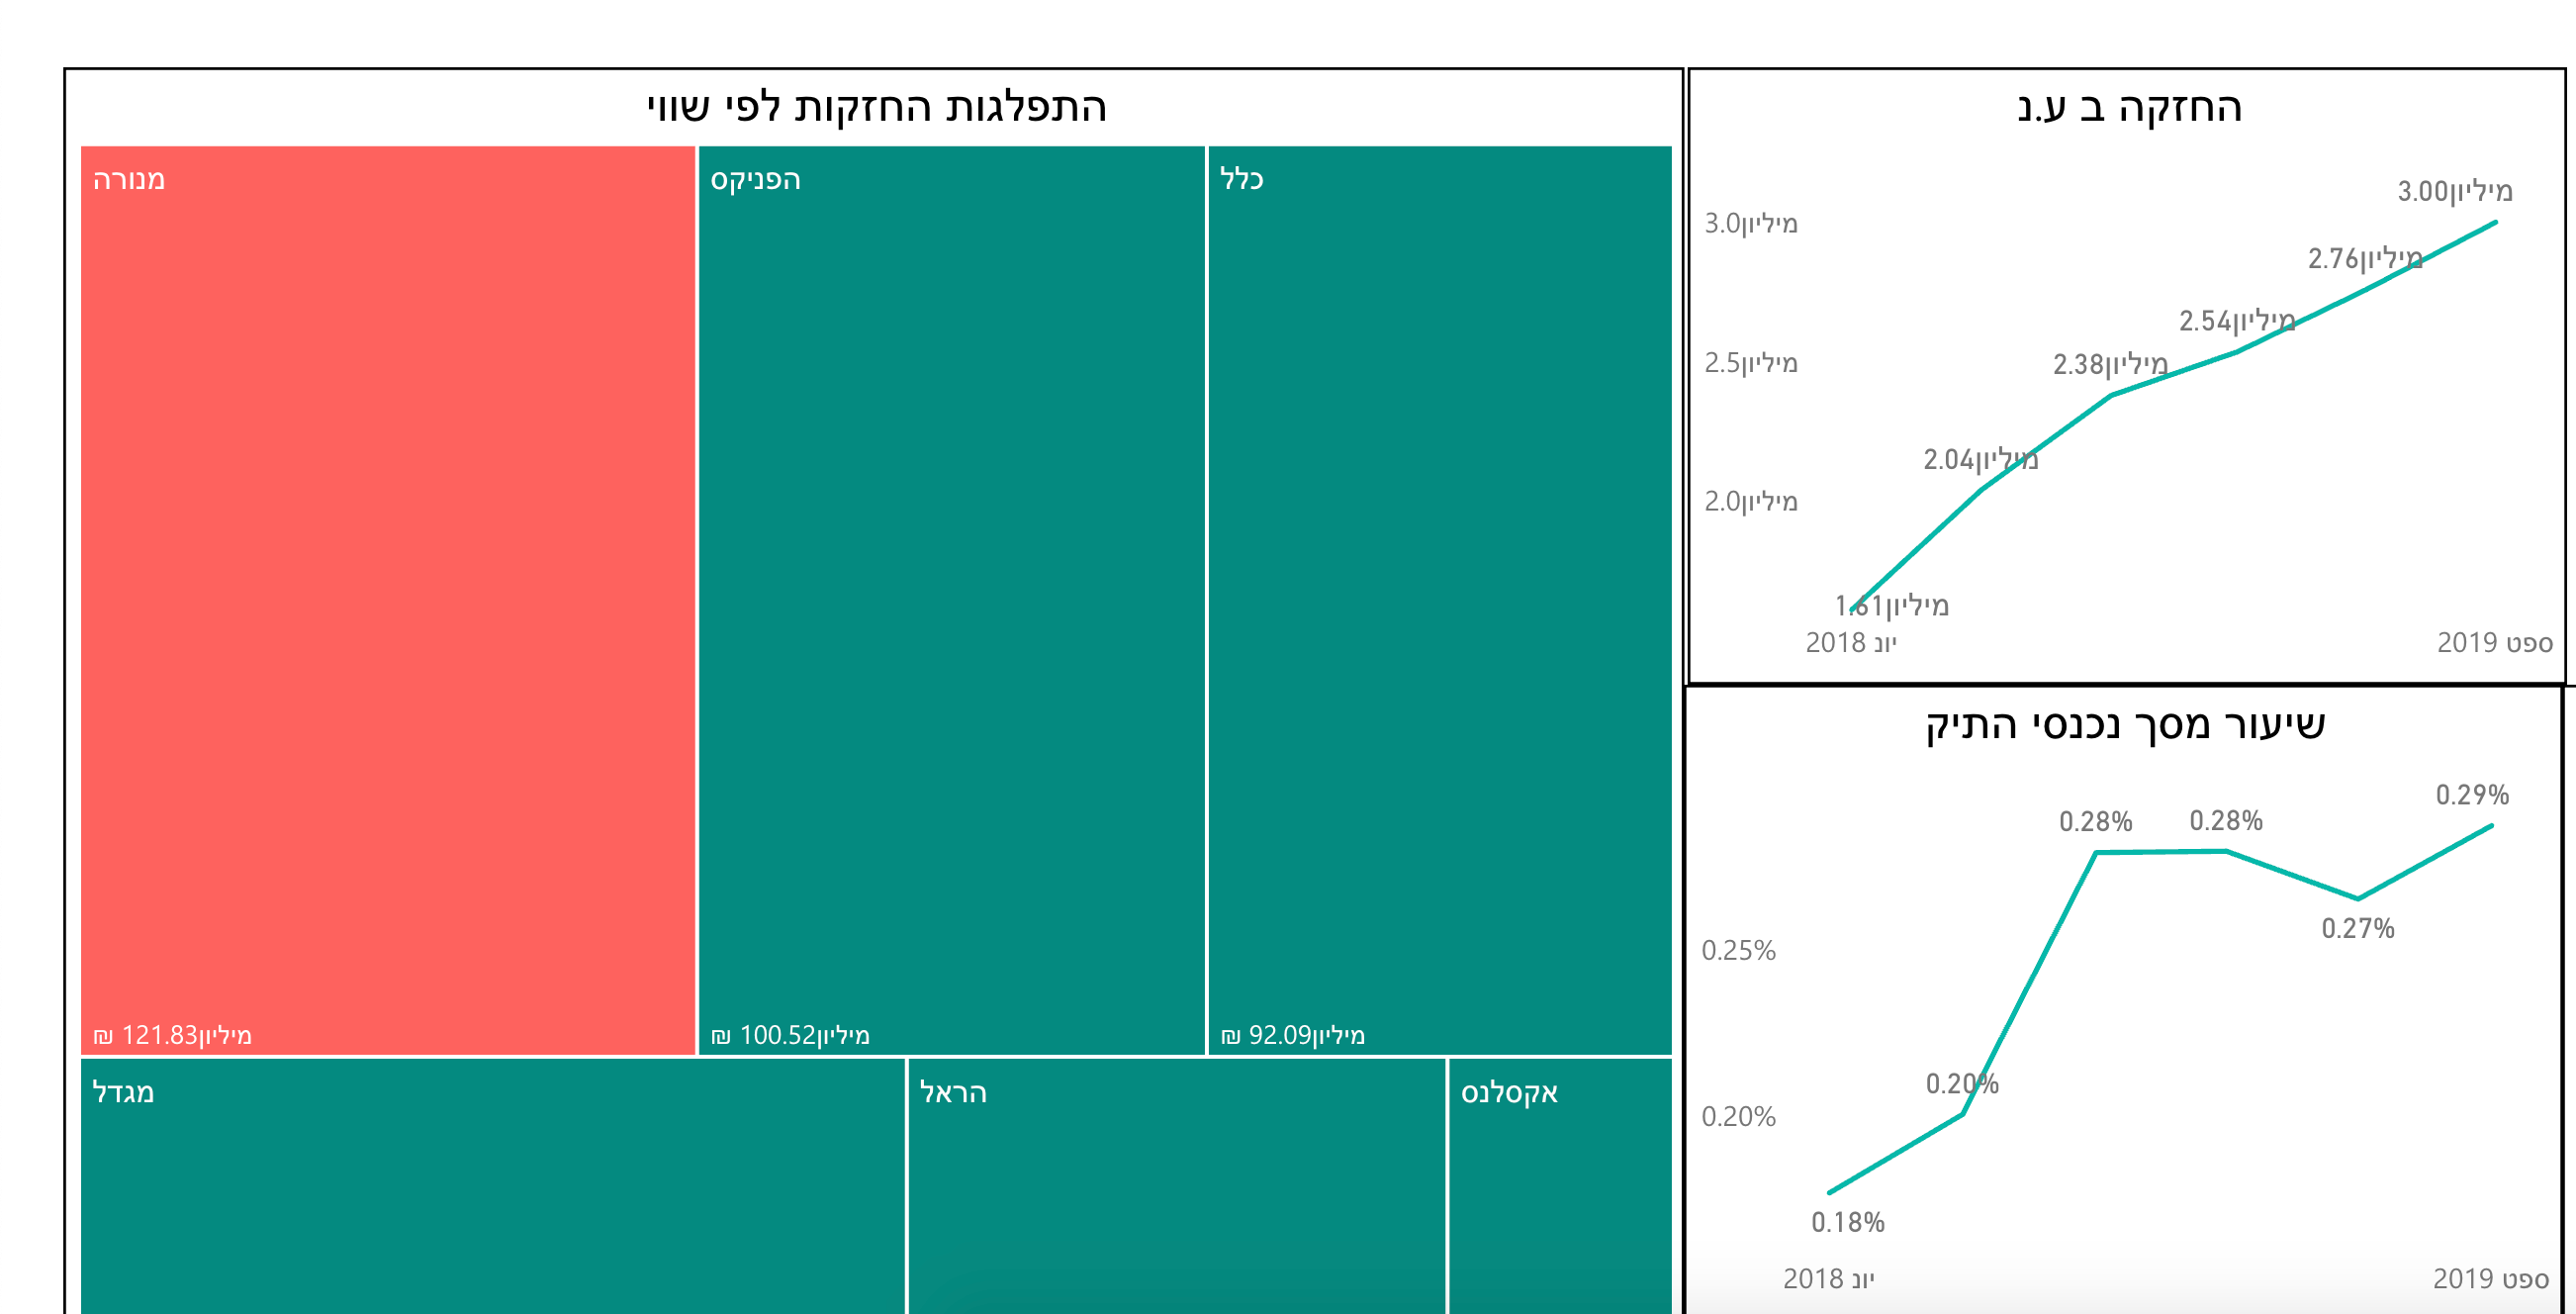 התפלגות החזקות לפי שווי
מנורה
₪ 121.83מיליון
הפניקס
₪ 100.52מיליון
כלל
₪ 92.09מיליון
מגדל
הראל
אקסלנס
החזקה ב ע.נ
3.0מיליון
2.5מיליון
2.0מיליון
1.61מיליון
2.04מיליון
2.38מיליון
2.54מיליון
2.76מיליון
3.00מיליון
יונ 2018
ספט 2019
שיעור מסך נכנסי התיק
0.25%
0.20%
0.18%
0.20%
0.28%
0.28%
0.27%
0.29%
יונ 2018
ספט 2019